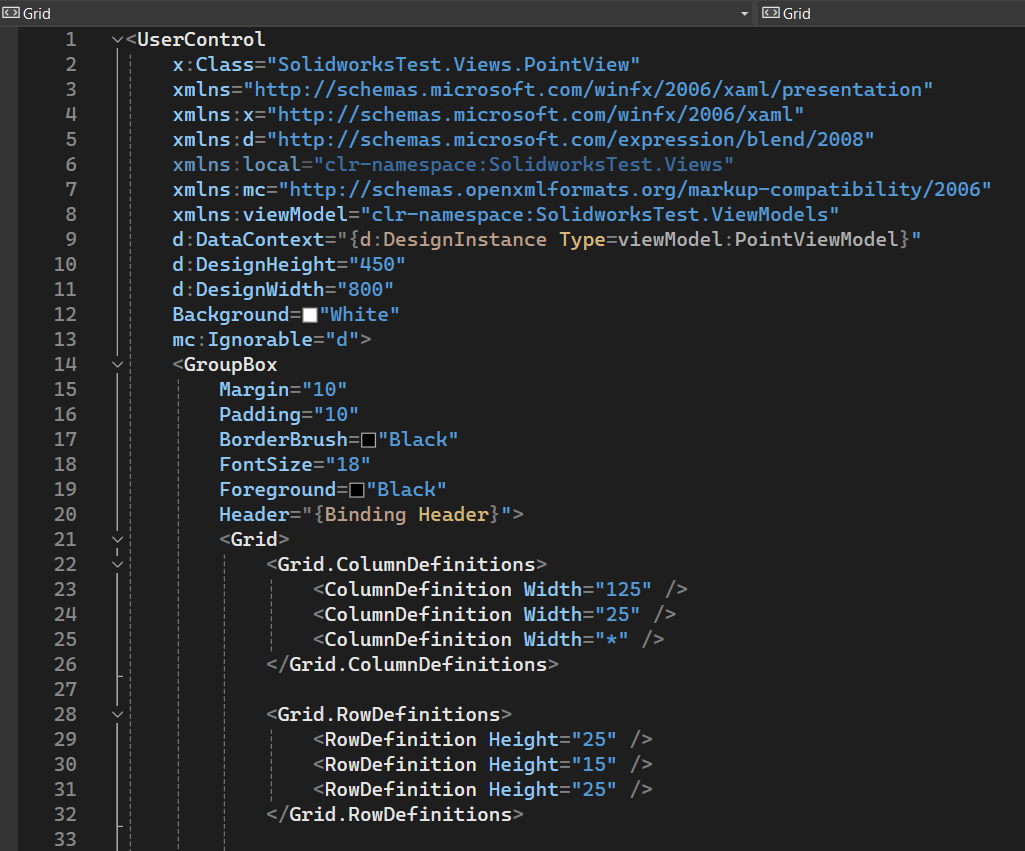 Grid Grid
1 <UserControl
2 x:Class="SolidworksTest.Views.PointView"
3 xmlns="http://schemas.microsoft.com/winfx/2006/xaml/presentation"
4 xmlns:x="http://schemas.microsoft.com/winfx/2006/xaml"
5 xmlns:d="http://schemas.microsoft.com/expression/blend/2008"
6 xmlns:local="clr-namespace:SolidworksTest.Views"
7 xmlns:mc="http://schemas.openxmlformats.org/markup-compatibility/2006"
8 xmlns:viewModel="clr-namespace:SolidworksTest.ViewModels"
9 d:DataContext="{d:DesignInstance Type=viewModel:PointViewModel}"
10 d:DesignHeight="450"
11 d:DesignWidth="800"
12 Background="White"
13 mc:Ignorable="d">
14 <GroupBox
15 Margin="10"
16 Padding="10"
17 BorderBrush="Black"
18 FontSize="18"
19 Foreground="Black"
20 Header="{Binding Header}">
21 <Grid>
22 <Grid.ColumnDefinitions>
23 <ColumnDefinition Width="125" />
24 <ColumnDefinition Width="25" />
25 <ColumnDefinition Width="*" />
26 </Grid.ColumnDefinitions>
27
28 <Grid.RowDefinitions>
29 <RowDefinition Height="25" />
30 <RowDefinition Height="15" />
31 <RowDefinition Height="25" />
32 </Grid.RowDefinitions>
33